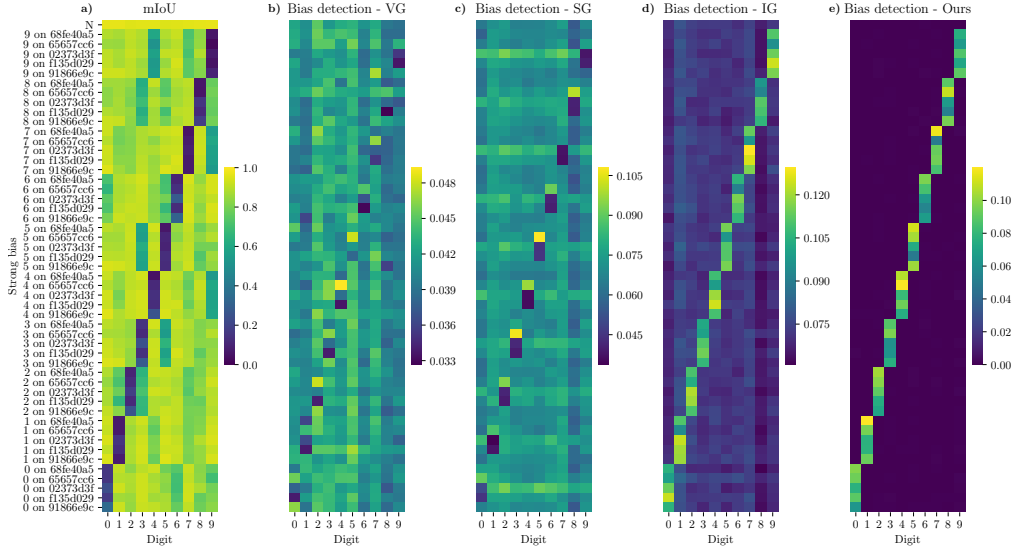 a) mIoU
b) Bias detection - VG
c) Bias detection - SG
d) Bias detection - IG
e) Bias detection - Ours
Strong bias
N
9 on 68fe40a5
9 on 65657cc6
9 on 02373d3f
9 on f135d029
9 on 91866e9c
8 on 68fe40a5
8 on 65657cc6
8 on 02373d3f
8 on f135d029
8 on 91866e9c
7 on 68fe40a5
7 on 65657cc6
7 on 02373d3f
7 on f135d029
7 on 91866e9c
6 on 68fe40a5
6 on 65657cc6
6 on 02373d3f
6 on f135d029
6 on 91866e9c
5 on 68fe40a5
5 on 65657cc6
5 on 02373d3f
5 on f135d029
5 on 91866e9c
4 on 68fe40a5
4 on 65657cc6
4 on 02373d3f
4 on f135d029
4 on 91866e9c
3 on 68fe40a5
3 on 65657cc6
3 on 02373d3f
3 on f135d029
3 on 91866e9c
2 on 68fe40a5
2 on 65657cc6
2 on 02373d3f
2 on f135d029
2 on 91866e9c
1 on 68fe40a5
1 on 65657cc6
1 on 02373d3f
1 on f135d029
1 on 91866e9c
0 on 68fe40a5
0 on 65657cc6
0 on 02373d3f
0 on f135d029
0 on 91866e9c
1.0
0.8
0.6
0.4
0.2
0.0
0.048
0.045
0.042
0.039
0.036
0.033
0.105
0.090
0.075
0.060
0.045
0.120
0.105
0.090
0.075
0.10
0.08
0.06
0.04
0.02
0.00
0 1 2 3 4 5 6 7 8 9
0 1 2 3 4 5 6 7 8 9
0 1 2 3 4 5 6 7 8 9
0 1 2 3 4 5 6 7 8 9
0 1 2 3 4 5 6 7 8 9
Digit
Digit
Digit
Digit
Digit